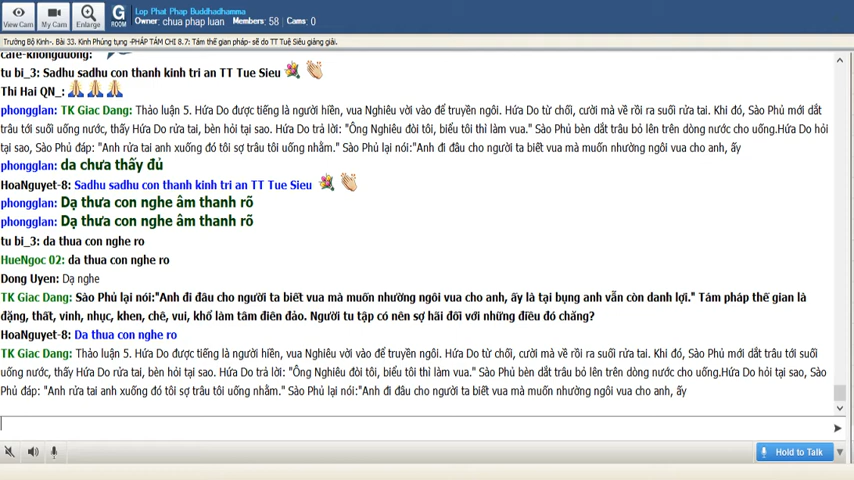 Lop Phat Phap Buddhadhamma
Owner: chua phap luan  Members: 58  Cams: 0
View Cam  My Cam  Enlarge  G ROOM
Trường Bộ Kinh-. Bài 33. Kinh Phúng tụng -PHÁP TÁM CHI 8.7: Tám thế gian pháp- sẽ do TT Tuệ Siêu giảng giải.
cafe-khongduong:
tu bi_3: Sadhu sadhu con thanh kinh tri an TT Tue Sieu
Thi Hai QN_:
phongglan: TK Giac Dang: Thảo luận 5. Hứa Do được tiếng là người hiền, vua Nghiêu vời vào để truyền ngôi. Hứa Do từ chối, cười mà về rồi ra suối rửa tai. Khi đó, Sào Phủ mới dắt
trâu tới suối uống nước, thấy Hứa Do rửa tai, bèn hỏi tại sao. Hứa Do trả lời: "Ông Nghiêu đòi tôi, biểu tôi thì làm vua." Sào Phủ bèn dắt trâu bỏ lên trên dòng nước cho uống.Hứa Do hỏi
tại sao, Sào Phủ đáp: "Anh rửa tai anh xuống đó tôi sợ trâu tôi uống nhằm." Sào Phủ lại nói:"Anh đi đâu cho người ta biết vua mà muốn nhường ngôi vua cho anh, ấy
phongglan: da chưa thấy đủ
HoaNguyet-8: Sadhu sadhu con thanh kinh tri an TT Tue Sieu
phongglan: Dạ thưa con nghe âm thanh rõ
phongglan: Dạ thưa con nghe âm thanh rõ
tu bi_3: da thua con nghe ro
HueNgoc 02: da thua con nghe ro
Dong Uyen: Dạ nghe
TK Giac Dang: Sào Phủ lại nói:"Anh đi đâu cho người ta biết vua mà muốn nhường ngôi vua cho anh, ấy là tại bụng anh vẫn còn danh lợi." Tám pháp thế gian là
đặng, thất, vinh, nhục, khen, chê, vui, khổ làm tâm điên đảo. Người tu tập có nên sợ hãi đối với những điều đó chăng?
HoaNguyet-8: Da thua con nghe ro
TK Giac Dang: Thảo luận 5. Hứa Do được tiếng là người hiền, vua Nghiêu vời vào để truyền ngôi. Hứa Do từ chối, cười mà về rồi ra suối rửa tai. Khi đó, Sào Phủ mới dắt trâu tới suối
uống nước, thấy Hứa Do rửa tai, bèn hỏi tại sao. Hứa Do trả lời: "Ông Nghiêu đòi tôi, biểu tôi thì làm vua." Sào Phủ bèn dắt trâu bỏ lên trên dòng nước cho uống.Hứa Do hỏi tại sao, Sào
Phủ đáp: "Anh rửa tai anh xuống đó tôi sợ trâu tôi uống nhằm." Sào Phủ lại nói:"Anh đi đâu cho người ta biết vua mà muốn nhường ngôi vua cho anh, ấy
Hold to Talk